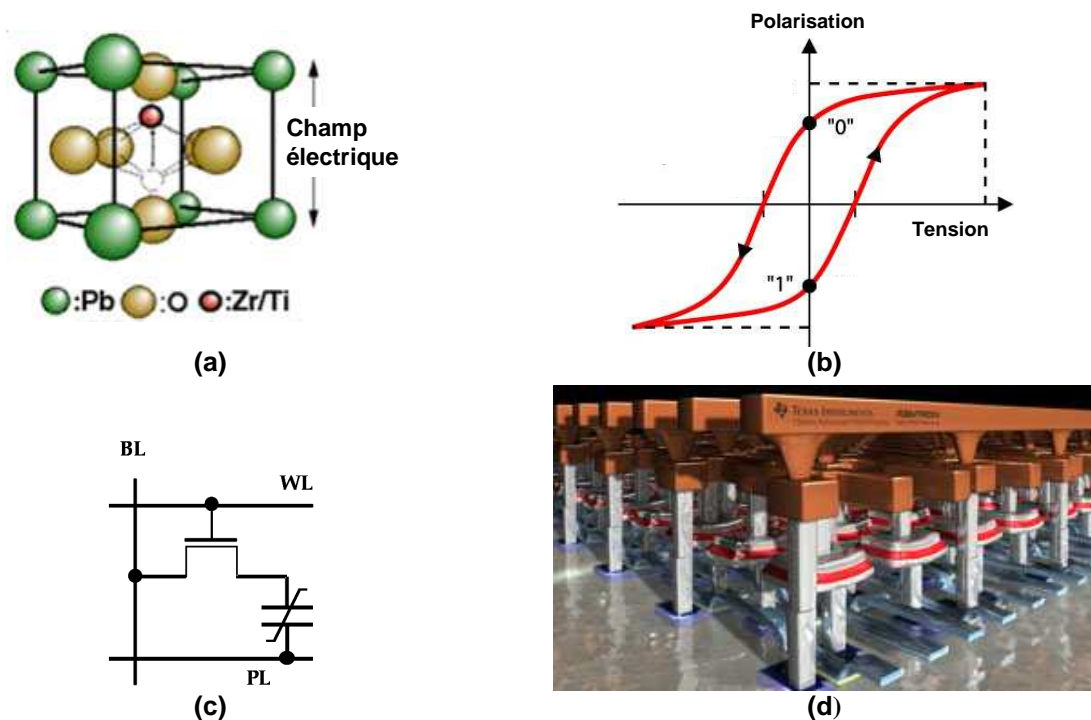 Champ
électrique
:Pb :O :Zr/Ti
(a)
Polarisation
"0"
Tension
"1"
(b)
BL
WL
PL
(c)
TEXAS INSTRUMENTS
(d)